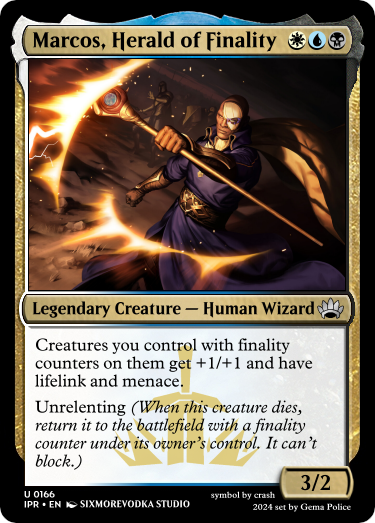 Marcos, Herald of Finality
Legendary Creature — Human Wizard
Creatures you control with finality
counters on them get +1/+1 and have
lifelink and menace.
Unrelenting (When this creature dies,
return it to the battlefield with a finality
counter under its owner's control. It can't
block.)
3/2
U 0166
IPR • EN SIXMOREVODKA STUDIO
symbol by crash
2024 set by Gema Police